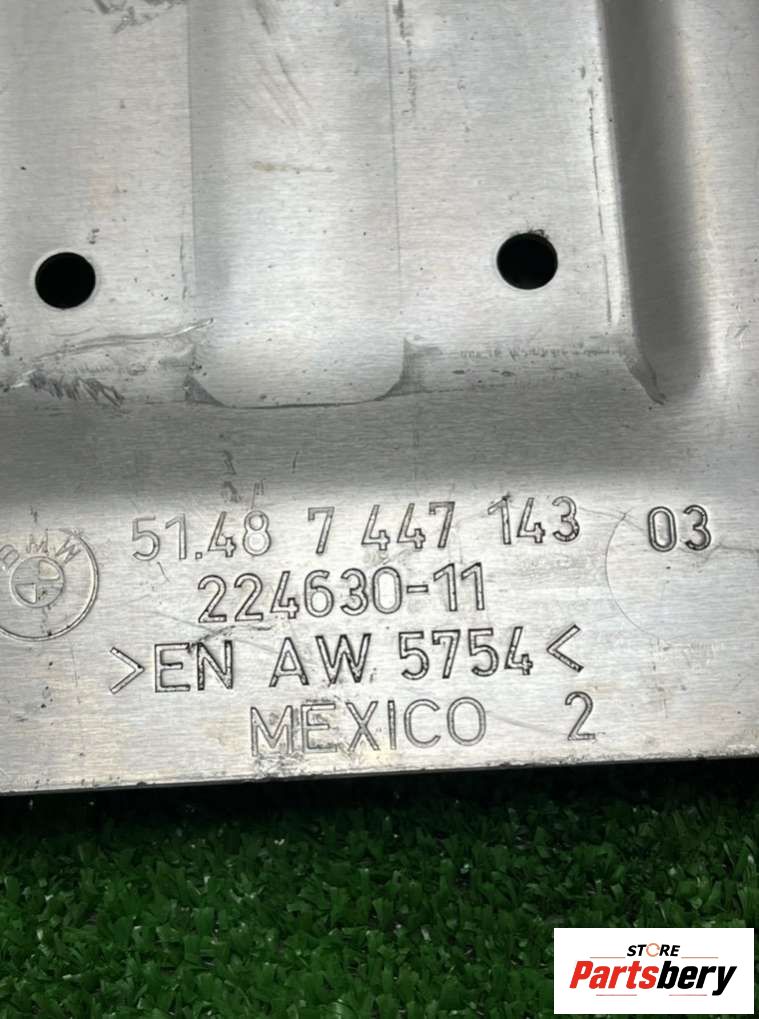 51.48 7 447 143 03
BMW
224630-11
>EN AW 5754<
MEXICO 2
STORE
Partsbery